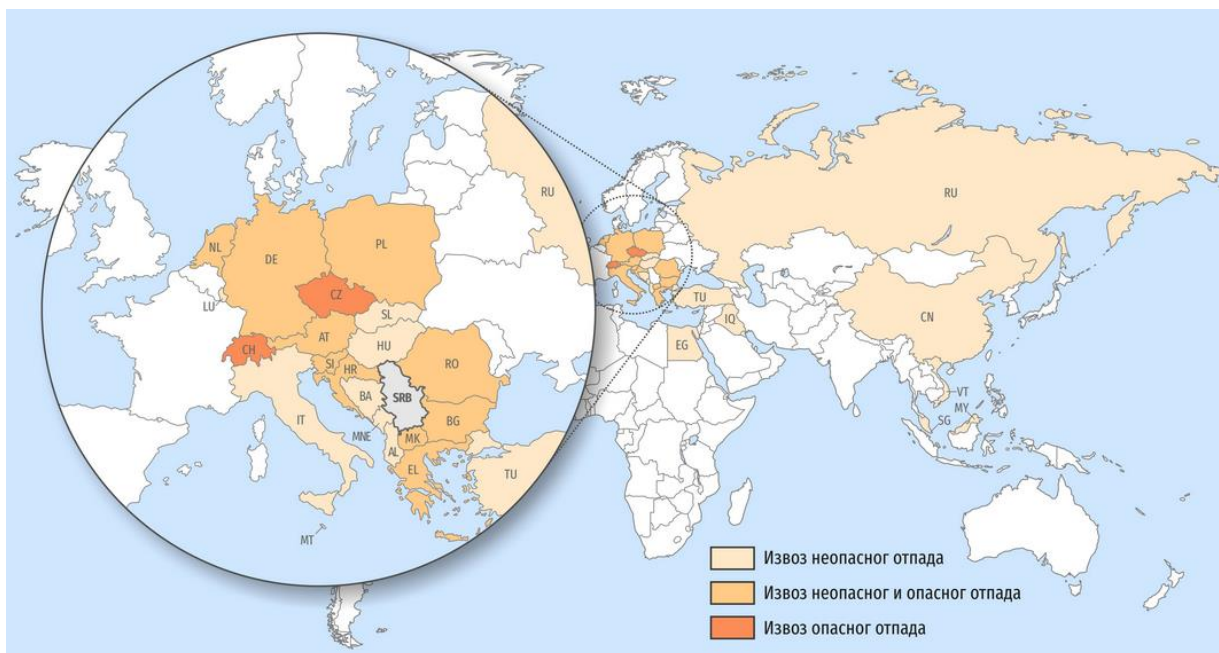 RU
NL
DE
PL
LU
CZ
SL
CH
AT
HU
SI
HR
RO
BA
SRB
IT
MNE
BG
MK
AL
EL
TU
MT
RU
TU
IQ
CN
EG
VT
MY
SG
Извоз неопасног отпада
Извоз неопасног и опасног отпада
Извоз опасног отпада